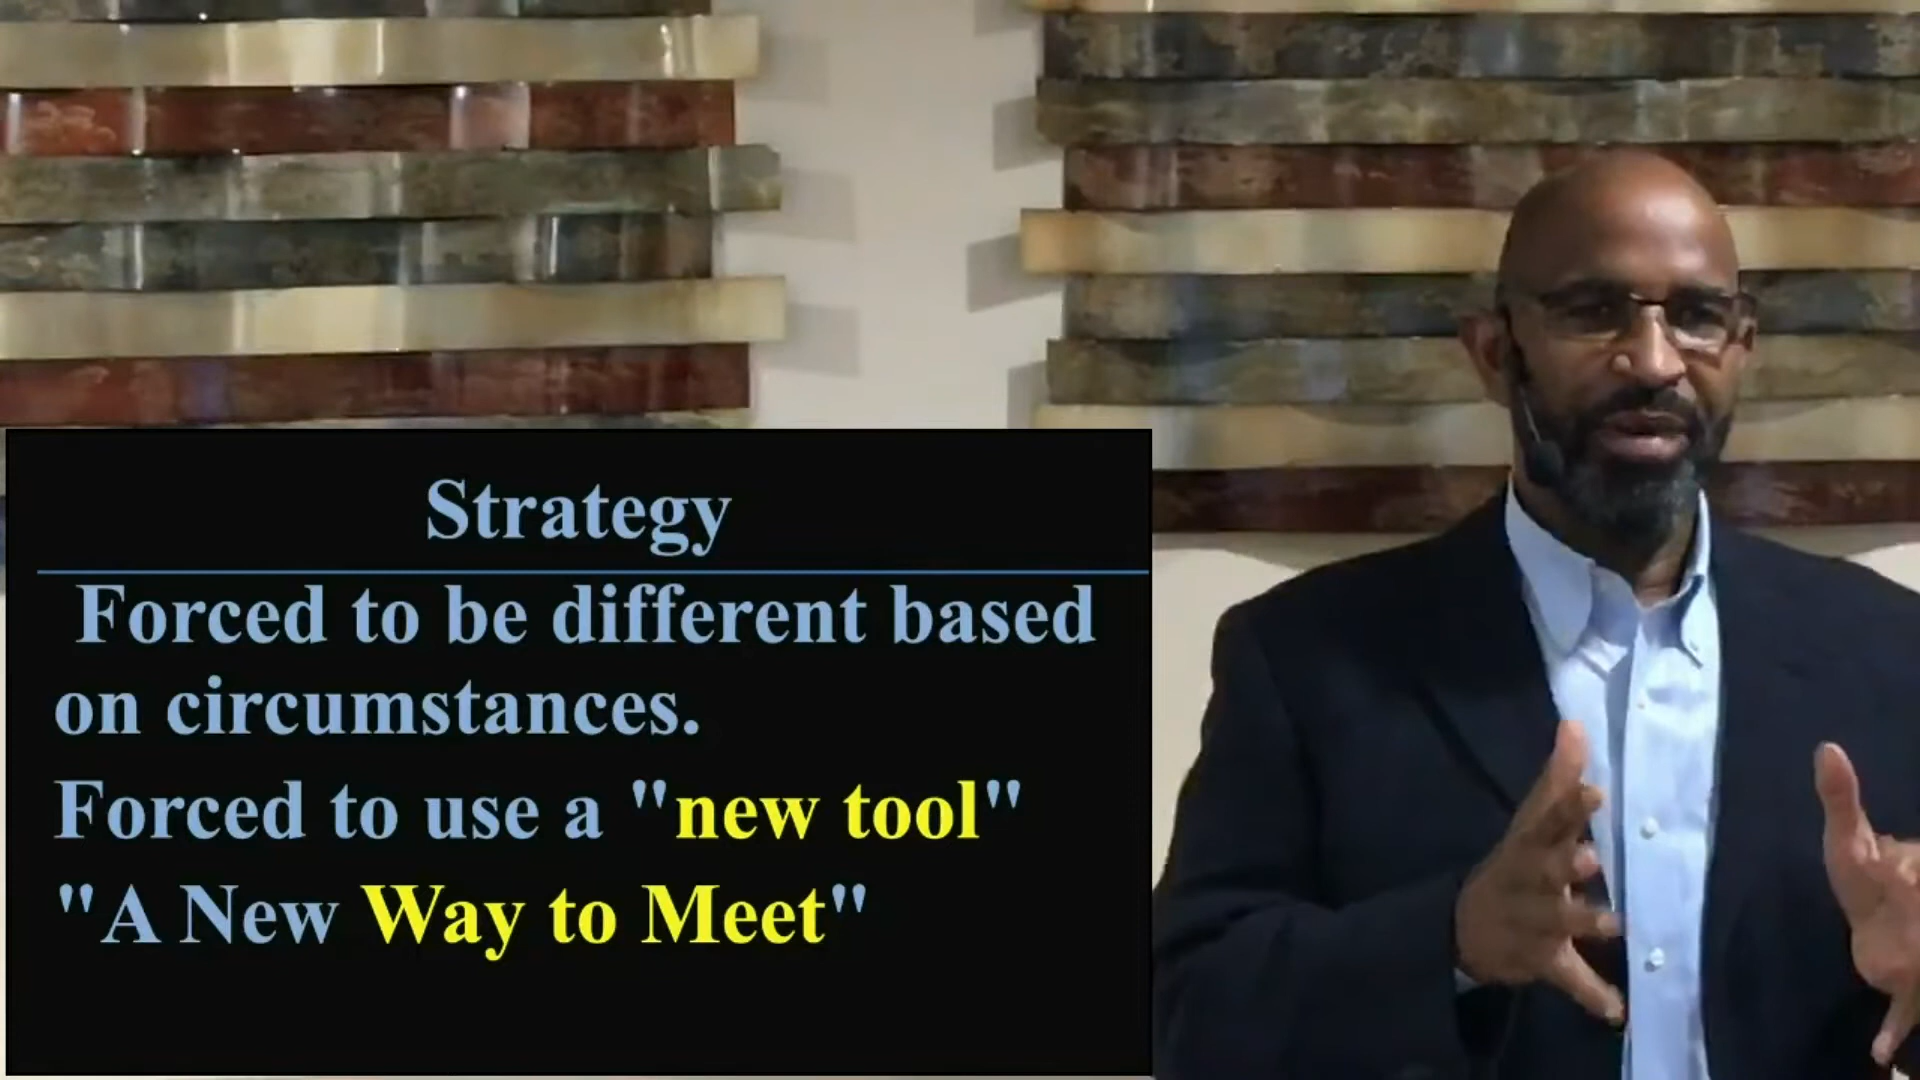 Strategy
Forced to be different based
on circumstances.
Forced to use a "new tool"
"A New Way to Meet"